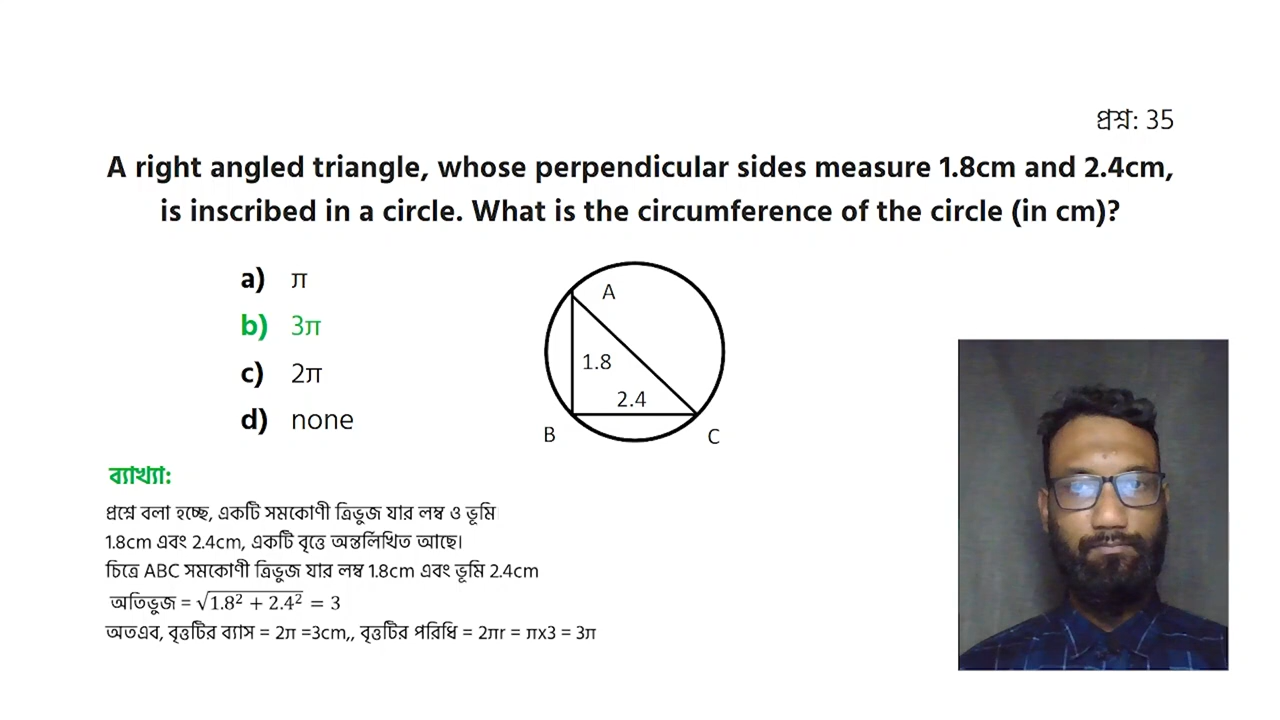 প্রশ্ন: 35
A right angled triangle, whose perpendicular sides measure 1.8cm and 2.4cm,
is inscribed in a circle. What is the circumference of the circle (in cm)?
a) π
b) 3π
c) 2π
d) none
A
1.8
2.4
B
C
ব্যাখ্যা:
প্রশ্নে বলা হচ্ছে, একটি সমকোণী ত্রিভুজ যার লম্ব ও ভূমি
1.8cm এবং 2.4cm, একটি বৃত্তে অন্তর্লিখিত আছে।
চিত্রে ABC সমকোণী ত্রিভুজ যার লম্ব 1.8cm এবং ভূমি 2.4cm
অতিভুজ = √1.8² + 2.4² = 3
অতএব, বৃত্তটির ব্যাস = 2π =3cm,, বৃত্তটির পরিধি = 2πr = πx3 = 3π